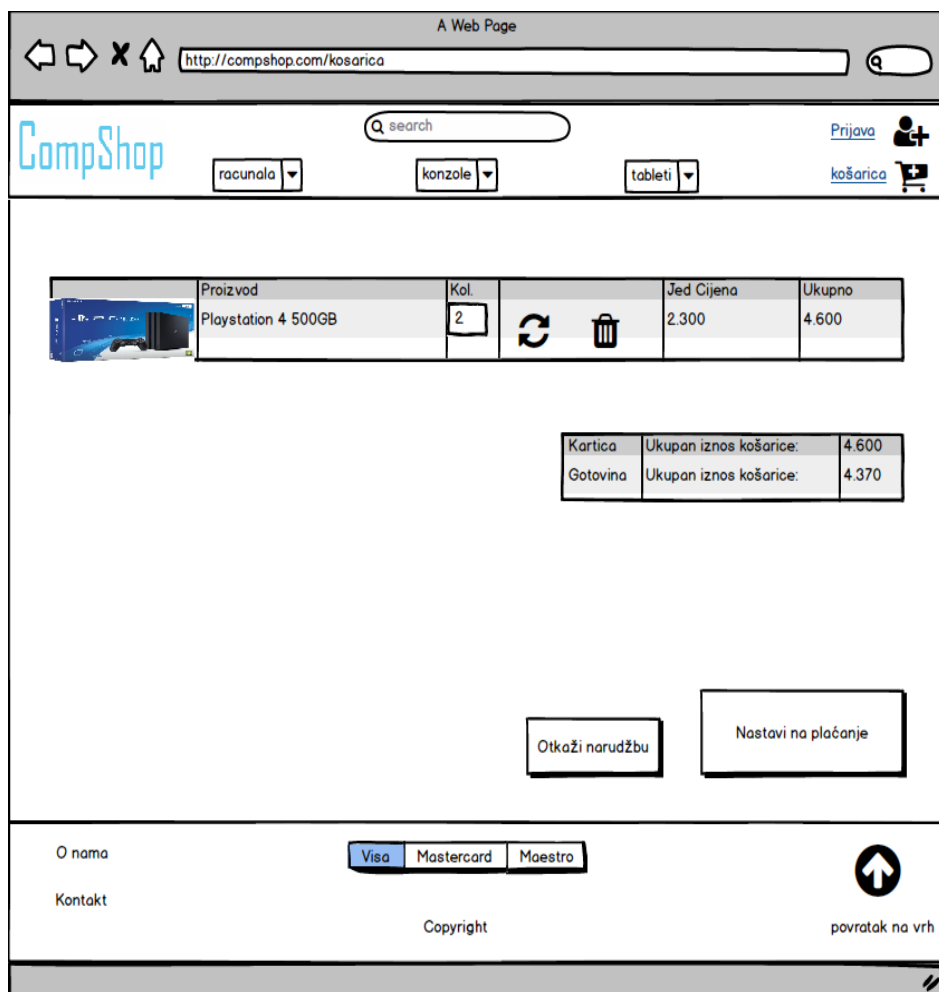 A Web Page
http://compshop.com/kosarica
CompShop
search
Prijava
racunala
konzole
tableti
košarica
Proizvod Kol. Jed Cijena Ukupno
Playstation 4 500GB 2 2.300 4.600
Kartica Ukupan iznos košarice: 4.600
Gotovina Ukupan iznos košarice: 4.370
Otkaži narudžbu
Nastavi na plaćanje
O nama
Visa Mastercard Maestro
Kontakt
Copyright
povratak na vrh